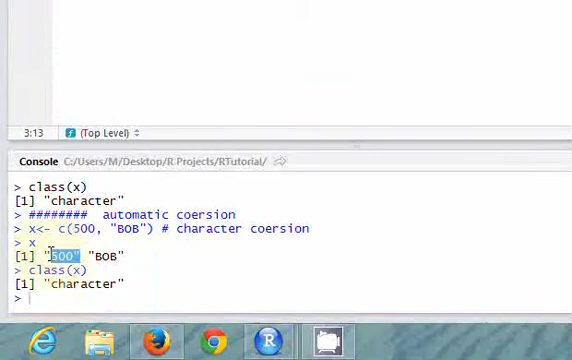 3:13 (Top Level)
Console C:/Users/M/Desktop/R Projects/RTutorial/
> class(x)
[1] "character"
> ######## automatic coersion
> x<- c(500, "BOB") # character coersion
> x
[1] "500" "BOB"
> class(x)
[1] "character"
>
R